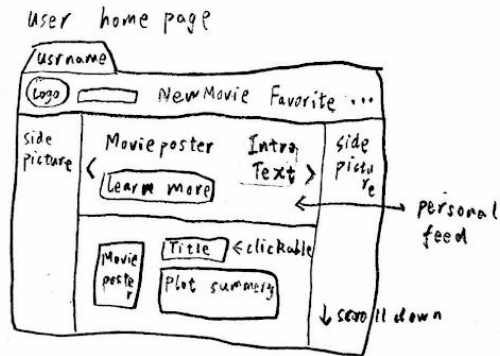 user home page
usrname
Logo NewMovie Favorite ...
side picture
Movie poster
Intro Text
side pictu re
< >
Learn more
personal feed
Movie poste r
Title
←clickable
Plot summery
↓ scroll down